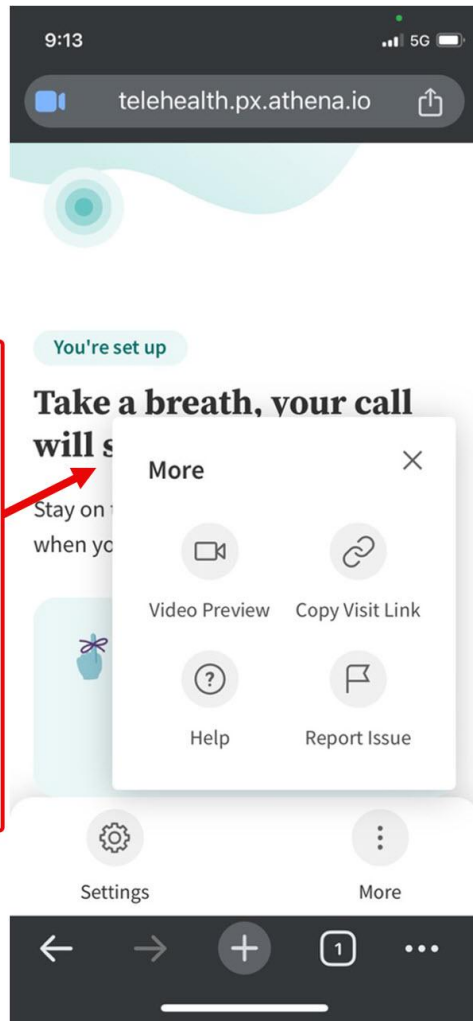 9:13
5G
telehealth.px.athena.io
You're set up
Take a breath, your call
will s
Stay on
when yo
More
Video Preview Copy Visit Link
?
Help Report Issue
Settings More
1